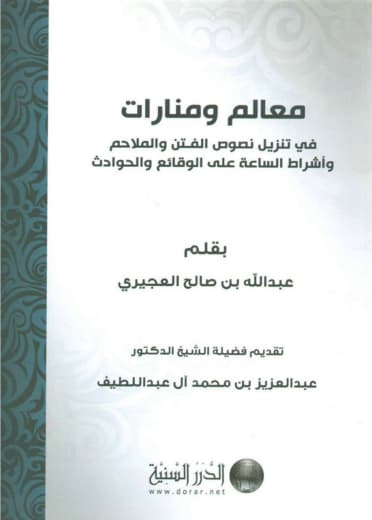 معالم ومنارات
في تنزيل نصوص الفتن والملاحم
وأشراط الساعة على الوقائع والحوادث
بقلم
عبدالله بن صالح العجيري
تقديم فضيلة الشيخ الدكتور
عبدالعزيز بن محمد آل عبداللطيف
الدرر السنية
www.dorar.net